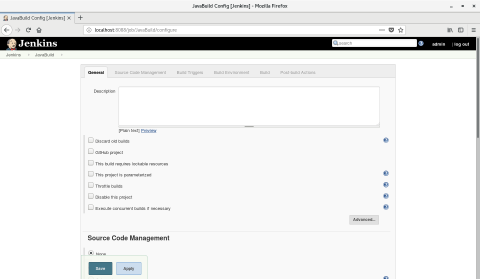 JavaBuild Config [Jenkins] - Mozilla Firefox
JavaBuild Config [Jenkins]
localhost:8080/job/JavaBuild/configure
Jenkins
search
admin
log out
Jenkins
JavaBuild
General
Source Code Management
Build Triggers
Build Environment
Build
Post-build Actions
Description
[Plain text] Preview
Discard old builds
GitHub project
This build requires lockable resources
This project is parameterized
Throttle builds
Disable this project
Execute concurrent builds if necessary
Advanced...
Source Code Management
None
Save
Apply